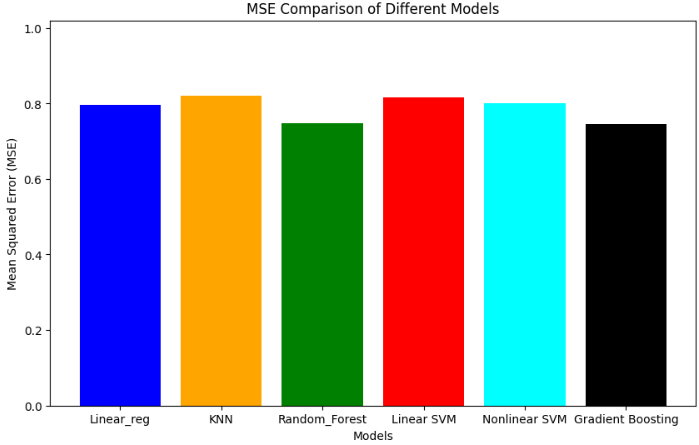 MSE Comparison of Different Models
1.0
0.8
0.6
0.4
0.2
0.0
Mean Squared Error (MSE)
Linear_reg KNN Random_Forest Linear SVM Nonlinear SVM Gradient Boosting
Models